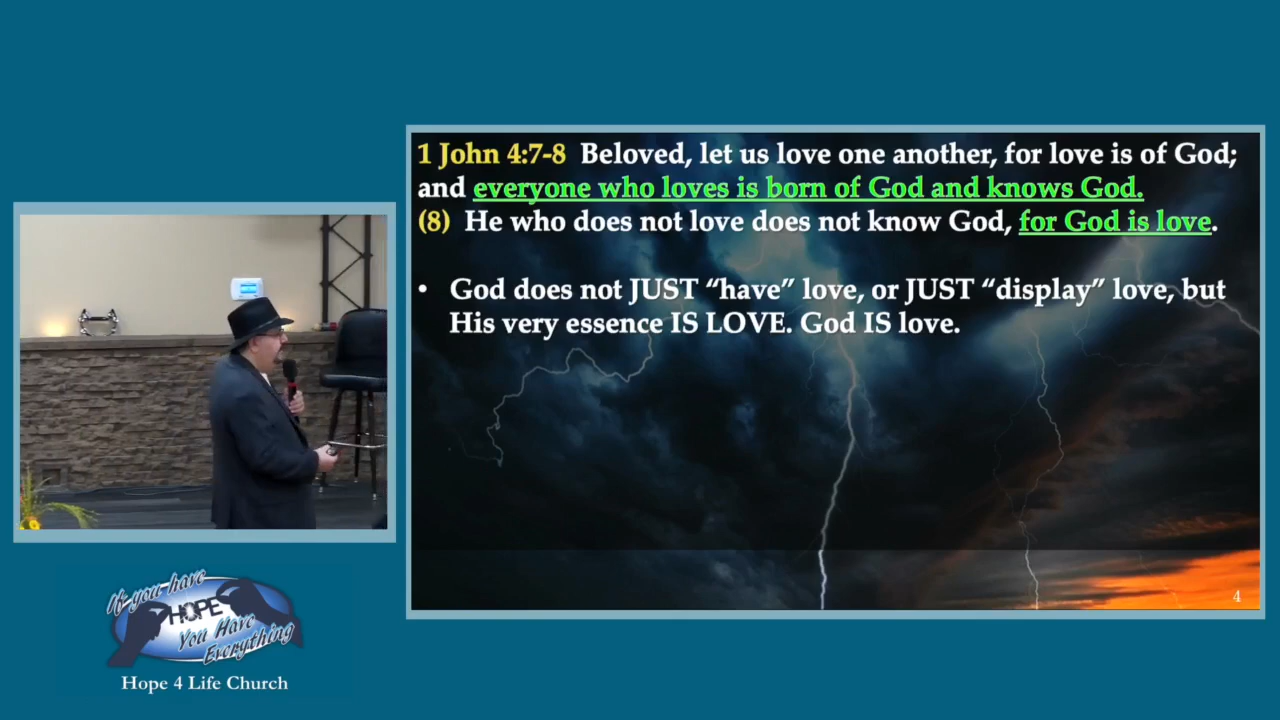 1 John 4:7-8 Beloved, let us love one another, for love is of God;
and everyone who loves is born of God and knows God.
(8) He who does not love does not know God, for God is love.
• God does not JUST “have” love, or JUST “display” love, but
His very essence IS LOVE. God IS love.
4
If you have
HOPE
You Have
Everything
Hope 4 Life Church